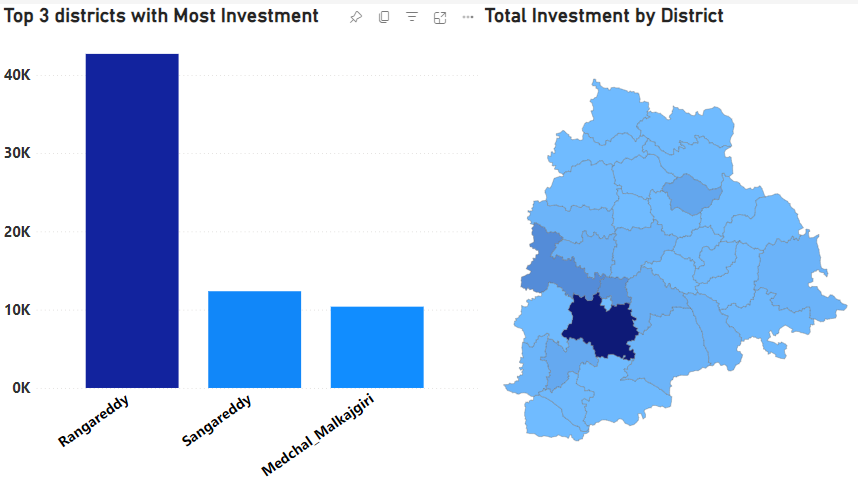 Top 3 districts with Most Investment
Total Investment by District
40K
30K
20K
10K
0K
Rangareddy
Sangareddy
Medchal_Malkajgiri